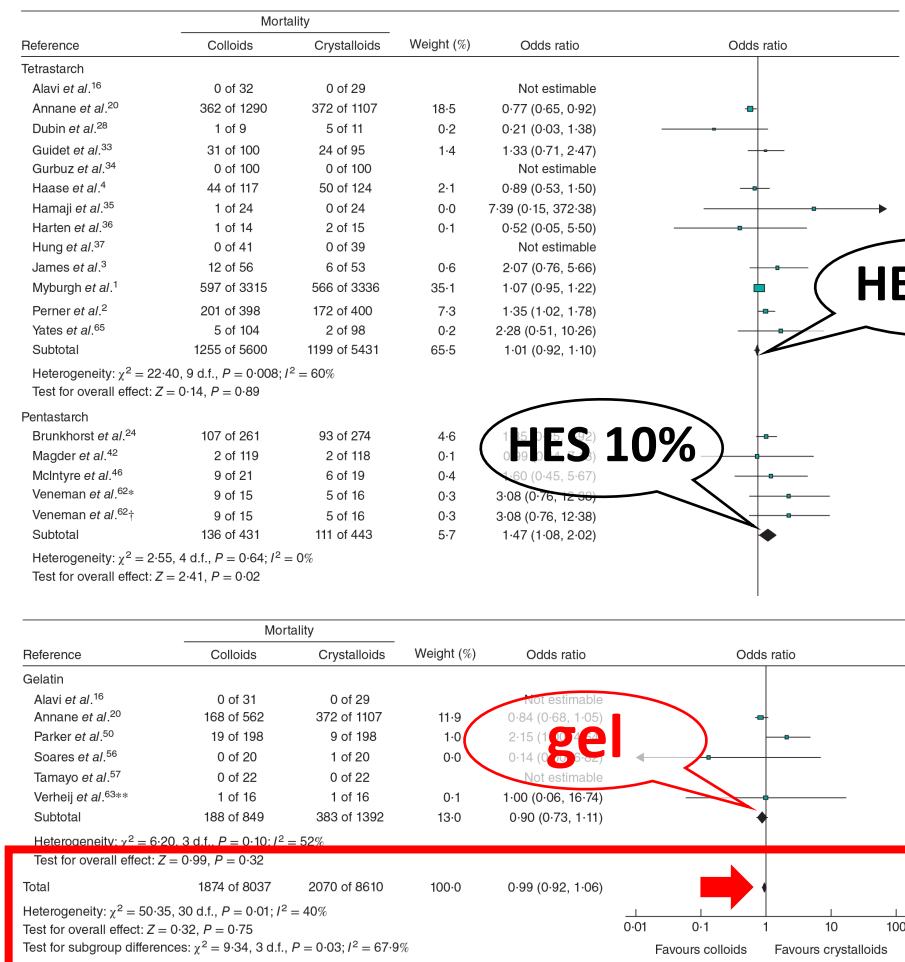 Mortality
Reference Colloids Crystalloids Weight (%) Odds ratio Odds ratio
Tetrastarch
Alavi et al.16 0 of 32 0 of 29 Not estimable
Annane et al.20 362 of 1290 372 of 1107 18·5 0·77 (0·65, 0·92)
Dubin et al.28 1 of 9 5 of 11 0·2 0·21 (0·03, 1·38)
Guidet et al.33 31 of 100 24 of 95 1·4 1·33 (0·71, 2·47)
Gurbuz et al.34 0 of 100 0 of 100 Not estimable
Haase et al.4 44 of 117 50 of 124 2·1 0·89 (0·53, 1·50)
Hamaji et al.35 1 of 24 0 of 24 0·0 7·39 (0·15, 372·38)
Harten et al.36 1 of 14 2 of 15 0·1 0·52 (0·05, 5·50)
Hung et al.37 0 of 41 0 of 39 Not estimable
James et al.3 12 of 56 6 of 53 0·6 2·07 (0·76, 5·66)
Myburgh et al.1 597 of 3315 566 of 3336 35·1 1·07 (0·95, 1·22)
HE
Perner et al.2 201 of 398 172 of 400 7·3 1·35 (1·02, 1·78)
Yates et al.65 5 of 104 2 of 98 0·2 2·28 (0·51, 10·26)
Subtotal 1255 of 5600 1199 of 5431 65·5 1·01 (0·92, 1·10)
Heterogeneity: χ2 = 22·40, 9 d.f., P = 0·008; I2 = 60%
Test for overall effect: Z = 0·14, P = 0·89
Pentastarch
Brunkhorst et al.24 107 of 261 93 of 274 4·6
HES 10%
Magder et al.42 2 of 119 2 of 118 0·1
McIntyre et al.46 9 of 21 6 of 19 0·4 1·60 (0·45, 5·67)
Veneman et al.62* 9 of 15 5 of 16 0·3 3·08 (0·76, 12·38)
Veneman et al.62† 9 of 15 5 of 16 0·3 3·08 (0·76, 12·38)
Subtotal 136 of 431 111 of 443 5·7 1·47 (1·08, 2·02)
Heterogeneity: χ2 = 2·55, 4 d.f., P = 0·64; I2 = 0%
Test for overall effect: Z = 2·41, P = 0·02
Mortality
Reference Colloids Crystalloids Weight (%) Odds ratio Odds ratio
Gelatin
Alavi et al.16 0 of 31 0 of 29 Not estimable
Annane et al.20 168 of 562 372 of 1107 11·9 0·84 (0·68, 1·05)
Parker et al.50 19 of 198 9 of 198 1·0 2·15
gel
Soares et al.56 0 of 20 1 of 20 0·0 0·14
Tamayo et al.57 0 of 22 0 of 22 Not estimable
Verheij et al.63** 1 of 16 1 of 16 0·1 1·00 (0·06, 16·74)
Subtotal 188 of 849 383 of 1392 13·0 0·90 (0·73, 1·11)
Heterogeneity: χ2 = 6·20, 3 d.f., P = 0·10; I2 = 52%
Test for overall effect: Z = 0·99, P = 0·32
Total 1874 of 8037 2070 of 8610 100·0 0·99 (0·92, 1·06)
Heterogeneity: χ2 = 50·35, 30 d.f., P = 0·01; I2 = 40%
Test for overall effect: Z = 0·32, P = 0·75
Test for subgroup differences: χ2 = 9·34, 3 d.f., P = 0·03; I2 = 67·9%
0·01 0·1 1 10 100
Favours colloids Favours crystalloids